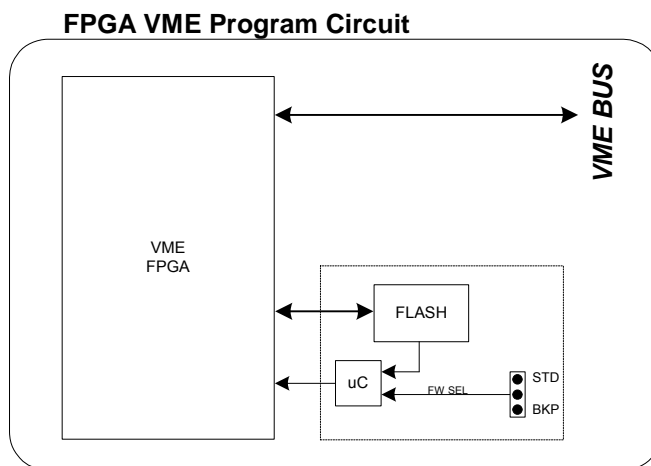 FPGA VME Program Circuit
VME BUS
VME
FPGA
FLASH
uC
FW SEL
STD
BKP